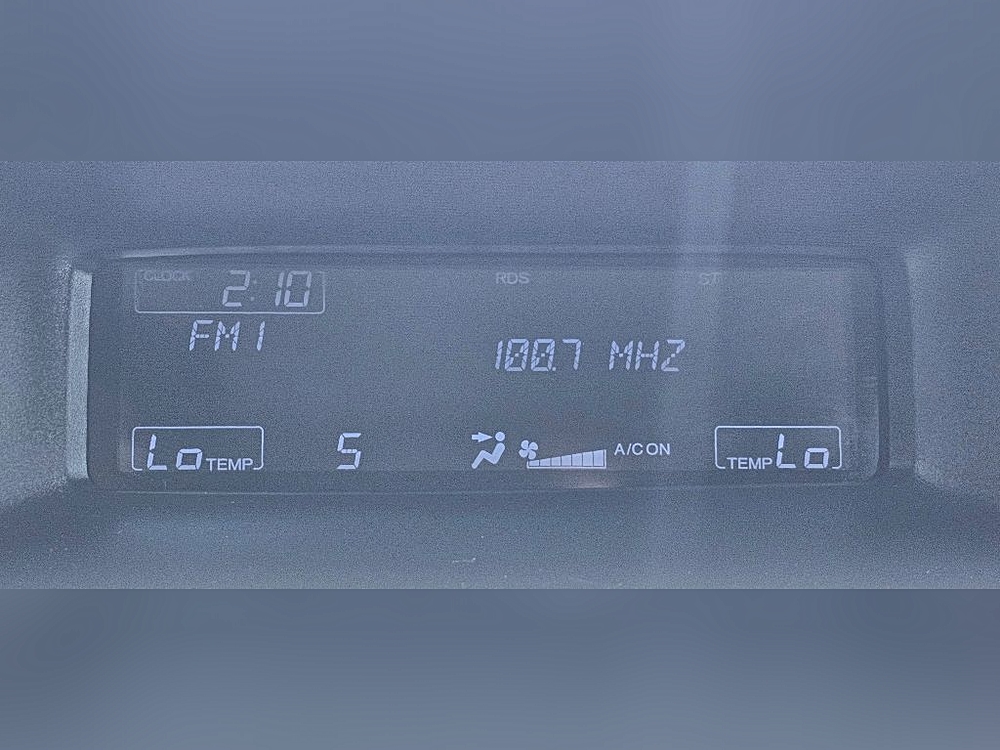 CLOCK 2:10 RDS ST
FM1
100.7 MHZ
Lo TEMP 5 A/C ON TEMP Lo